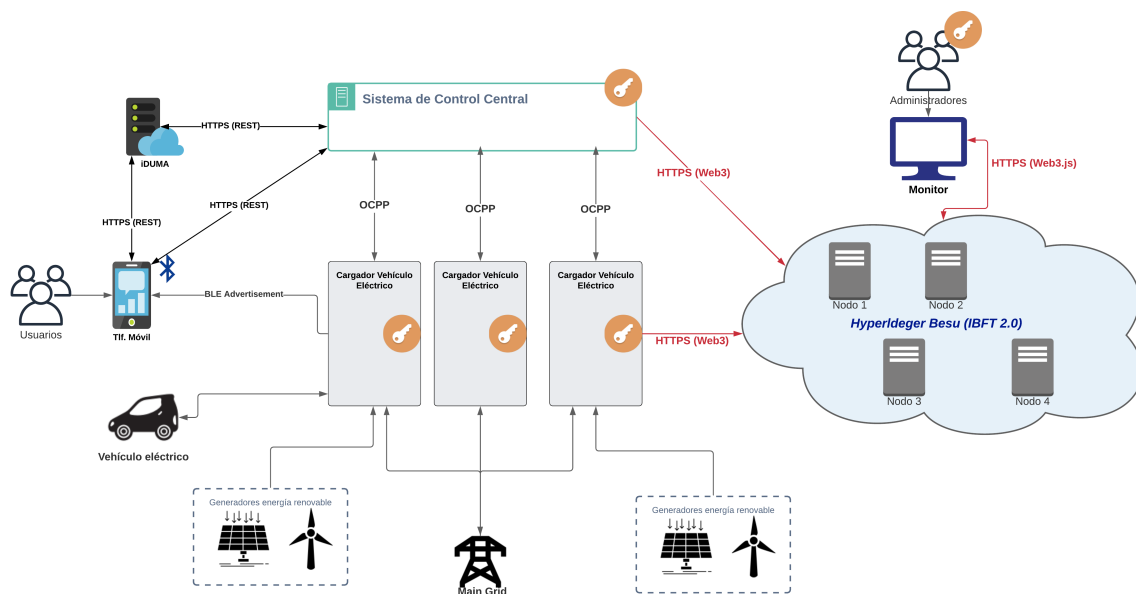 Administradores
Sistema de Control Central
HTTPS (REST)
iDUMA
HTTPS (Web3)
HTTPS (Web3.js)
Monitor
HTTPS (REST)
HTTPS (REST)
OCPP
OCPP
OCPP
Cargador Vehículo
Eléctrico
Cargador Vehículo
Eléctrico
Cargador Vehículo
Eléctrico
BLE Advertisement
Usuarios
Tlf. Móvil
Nodo 1
Nodo 2
Hyperldeger Besu (IBFT 2.0)
HTTPS (Web3)
Nodo 3
Nodo 4
Vehículo eléctrico
Generadores energía renovable
Generadores energía renovable
Main Grid